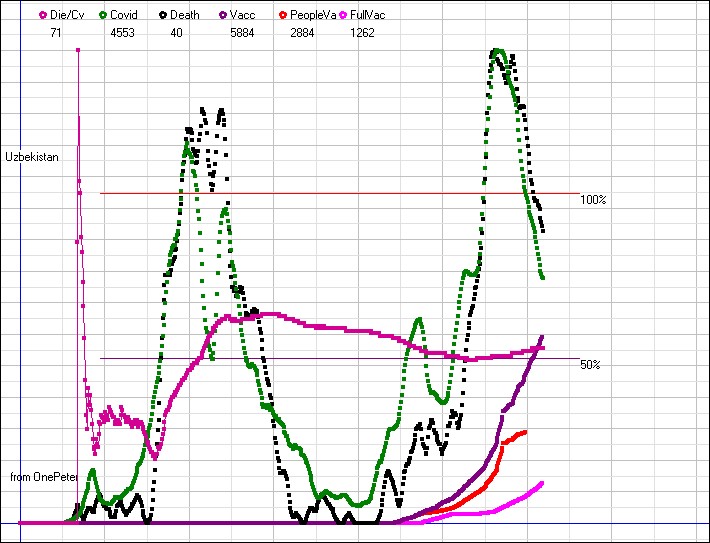 Die/Cv Covid Death Vacc PeopleVa FullVac
71 4553 40 5884 2884 1262
Uzbekistan
100%
50%
from OnePeter